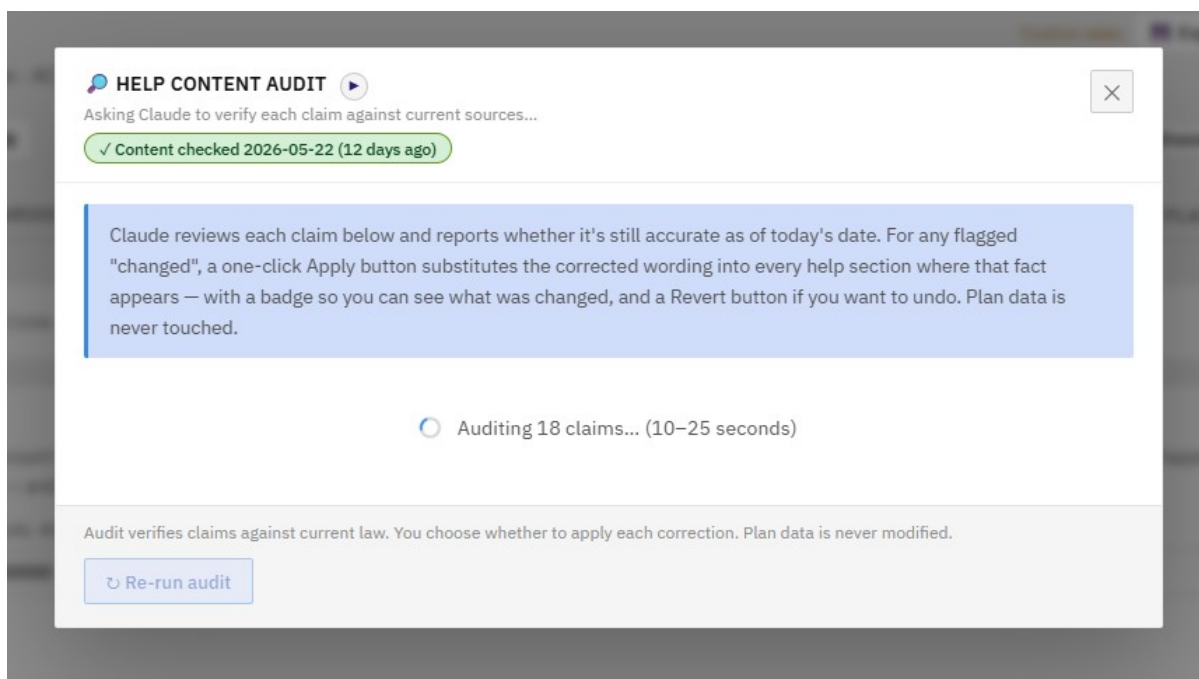 HELP CONTENT AUDIT
Asking Claude to verify each claim against current sources...
✓ Content checked 2026-05-22 (12 days ago)
Claude reviews each claim below and reports whether it's still accurate as of today's date. For any flagged
"changed", a one-click Apply button substitutes the corrected wording into every help section where that fact
appears — with a badge so you can see what was changed, and a Revert button if you want to undo. Plan data is
never touched.
Auditing 18 claims... (10–25 seconds)
Audit verifies claims against current law. You choose whether to apply each correction. Plan data is never modified.
↻ Re-run audit